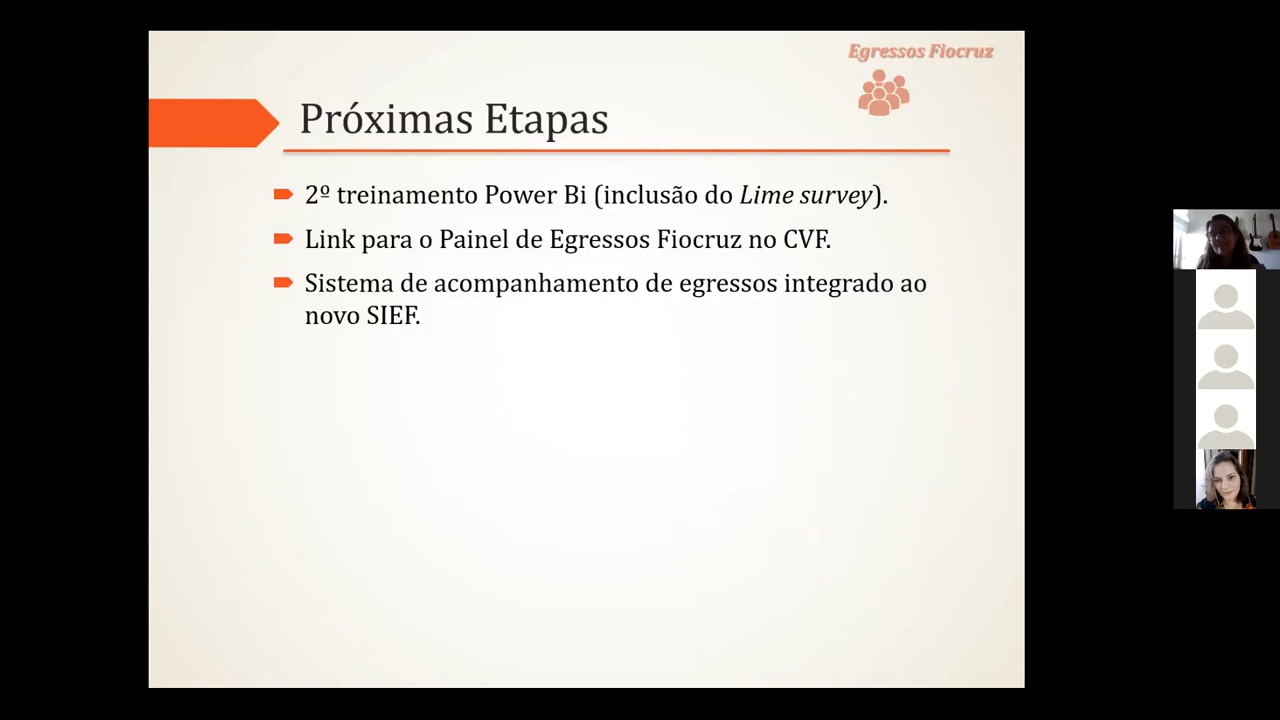 Egressos Fiocruz
Próximas Etapas
2º treinamento Power Bi (inclusão do Lime survey).
Link para o Painel de Egressos Fiocruz no CVF.
Sistema de acompanhamento de egressos integrado ao
novo SIEF.